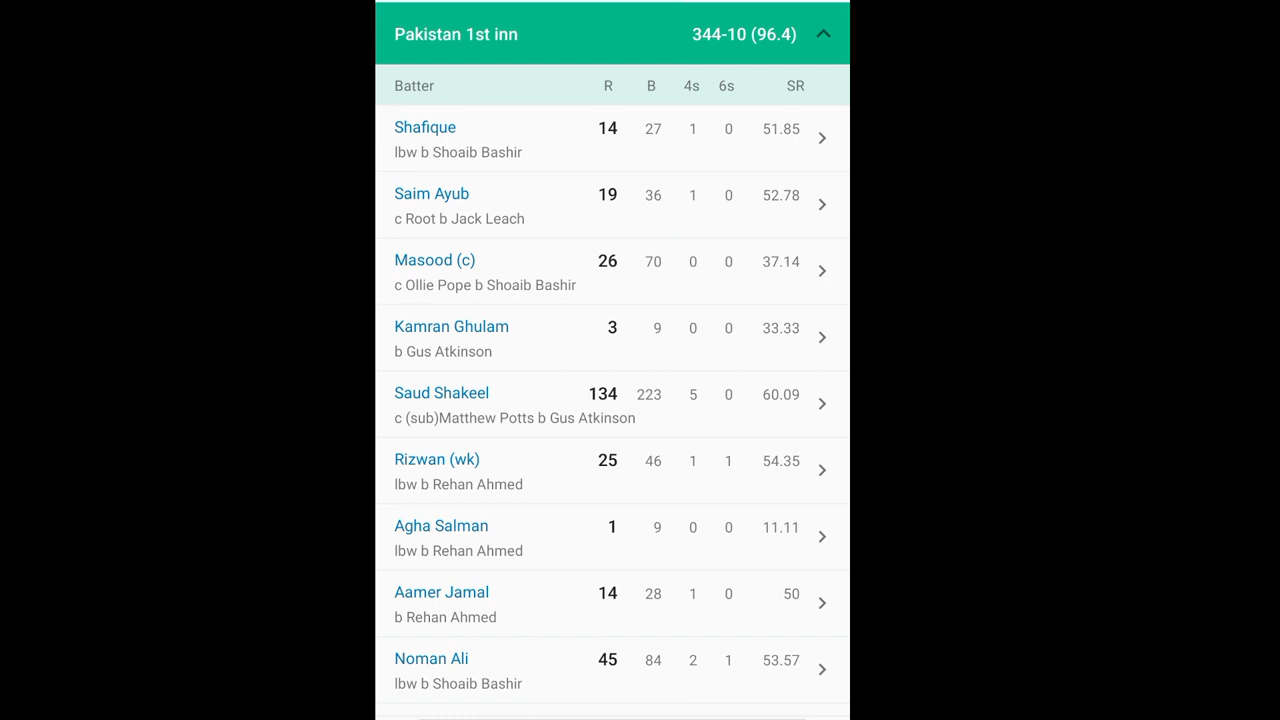 Pakistan 1st inn 344-10 (96.4)
Batter R B 4s 6s SR
Shafique 14 27 1 0 51.85
lbw b Shoaib Bashir
Saim Ayub 19 36 1 0 52.78
c Root b Jack Leach
Masood (c) 26 70 0 0 37.14
c Ollie Pope b Shoaib Bashir
Kamran Ghulam 3 9 0 0 33.33
b Gus Atkinson
Saud Shakeel 134 223 5 0 60.09
c (sub)Matthew Potts b Gus Atkinson
Rizwan (wk) 25 46 1 1 54.35
lbw b Rehan Ahmed
Agha Salman 1 9 0 0 11.11
lbw b Rehan Ahmed
Aamer Jamal 14 28 1 0 50
b Rehan Ahmed
Noman Ali 45 84 2 1 53.57
lbw b Shoaib Bashir